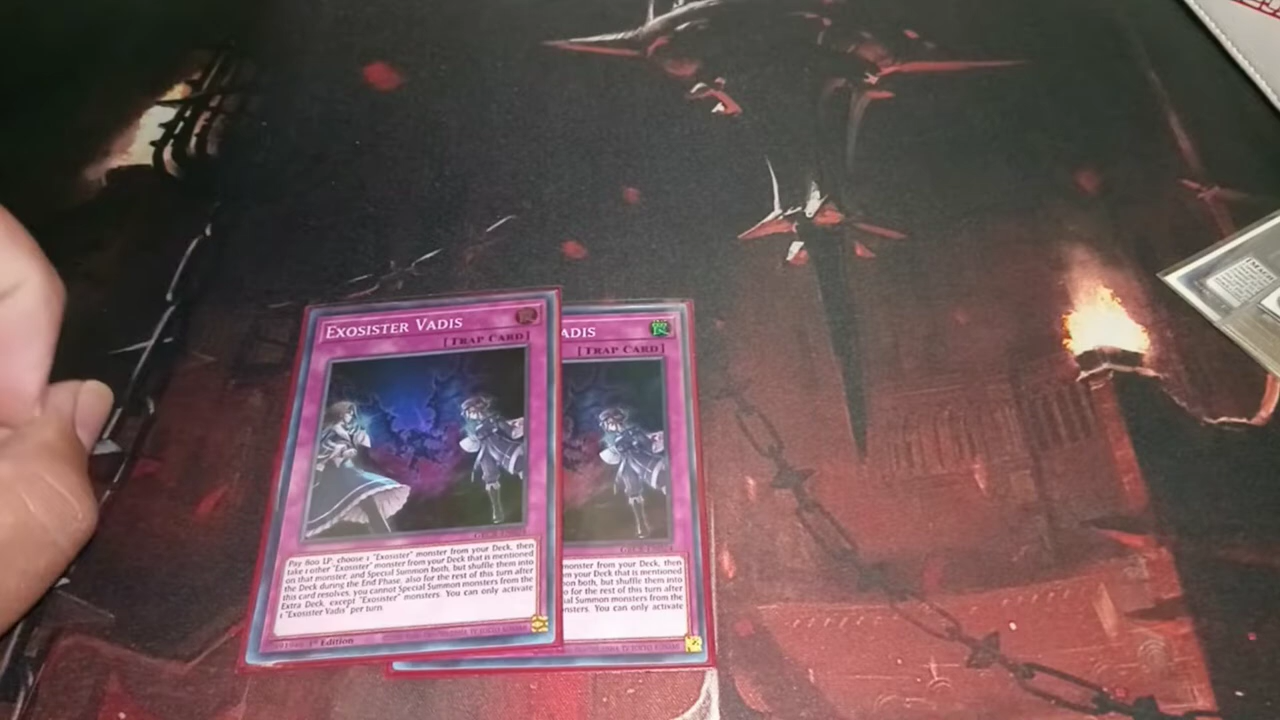 EXOSISTER VADIS
[TRAP CARD]
Pay 800 LP; choose 1 "Exosister" monster from your Deck, then
take 1 other "Exosister" monster from your Deck that is mentioned
on that monster, and Special Summon both, but shuffle them into
the Deck during the End Phase, also for the rest of this turn after
this card resolves, you cannot Special Summon monsters from the
Extra Deck, except "Exosister" monsters. You can only activate
1 "Exosister Vadis" per turn.
1st Edition
ADIS
[TRAP CARD]
monster from your Deck, then
your Deck that is mentioned
on both, but shuffle them into
for the rest of this turn after
Summon monsters from the
You can only activate